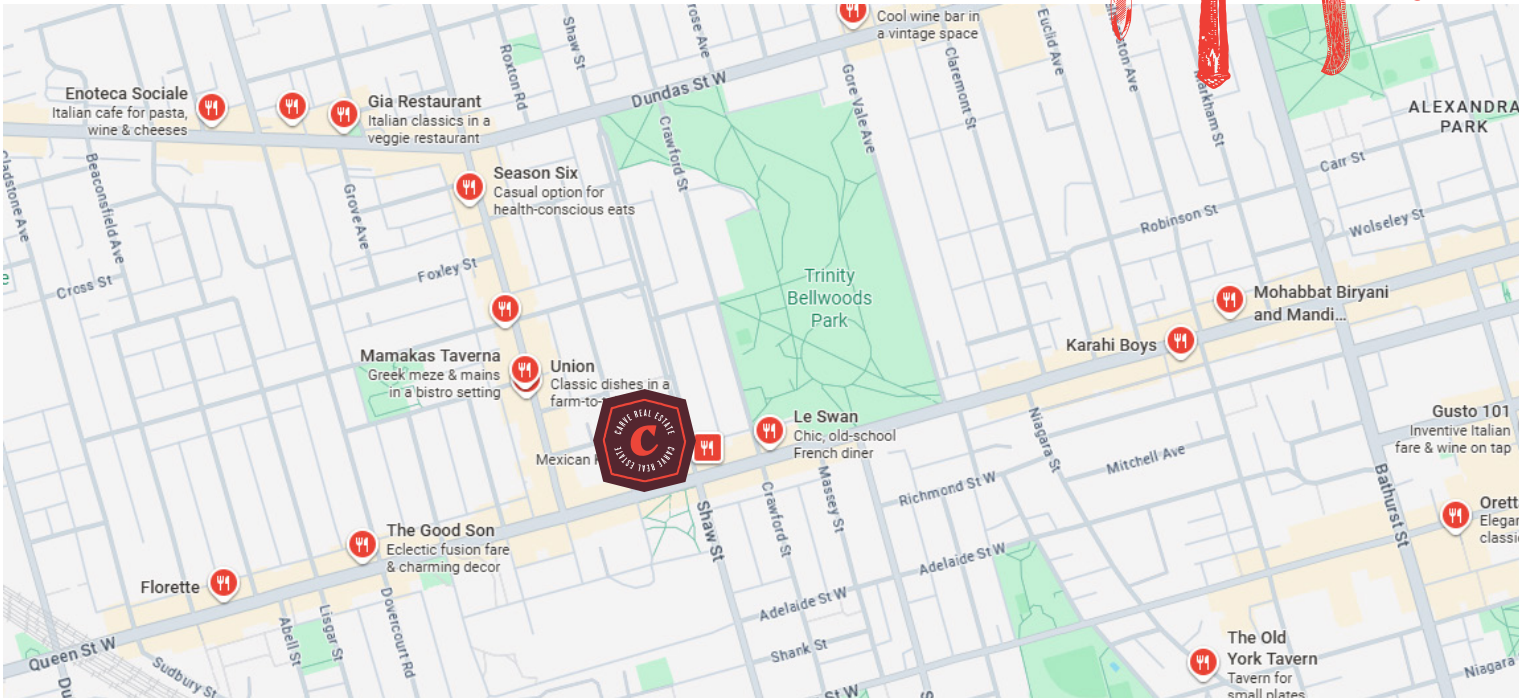 Cool wine bar in
a vintage space
Shaw St
Euclid Ave
Roxton Rd
Claremont St
Gore Vale Ave
Markham St
Dundas St W
Enoteca Sociale
Italian cafe for pasta,
wine & cheeses
Gia Restaurant
Italian classics in a
veggie restaurant
ALEXANDRA
PARK
Crawford St
Carr St
Gladstone Ave
Beaconsfield Ave
Season Six
Casual option for
health-conscious eats
Grove Ave
Robinson St
Wolseley St
Foxley St
Cross St
Trinity
Bellwoods
Park
Mohabbat Biryani
and Mandi...
Karahi Boys
Mamakas Taverna
Greek meze & mains
in a bistro setting
Union
Classic dishes in a
farm-to-
CARVE REAL ESTATE
C
CARVE REAL ESTATE
Mexican
Le Swan
Chic, old-school
French diner
Gusto 101
Inventive Italian
fare & wine on tap
Niagara St
Mitchell Ave
Richmond St W
Massey St
Crawford St
Shaw St
Bathurst St
The Good Son
Eclectic fusion fare
& charming decor
Florette
Adelaide St W
Adelaide St W
Abell St
Lisgar St
Dovercourt Rd
Queen St W
Sudbury St
Shank St
The Old
York Tavern
Tavern for
small plates
Niagara
St W